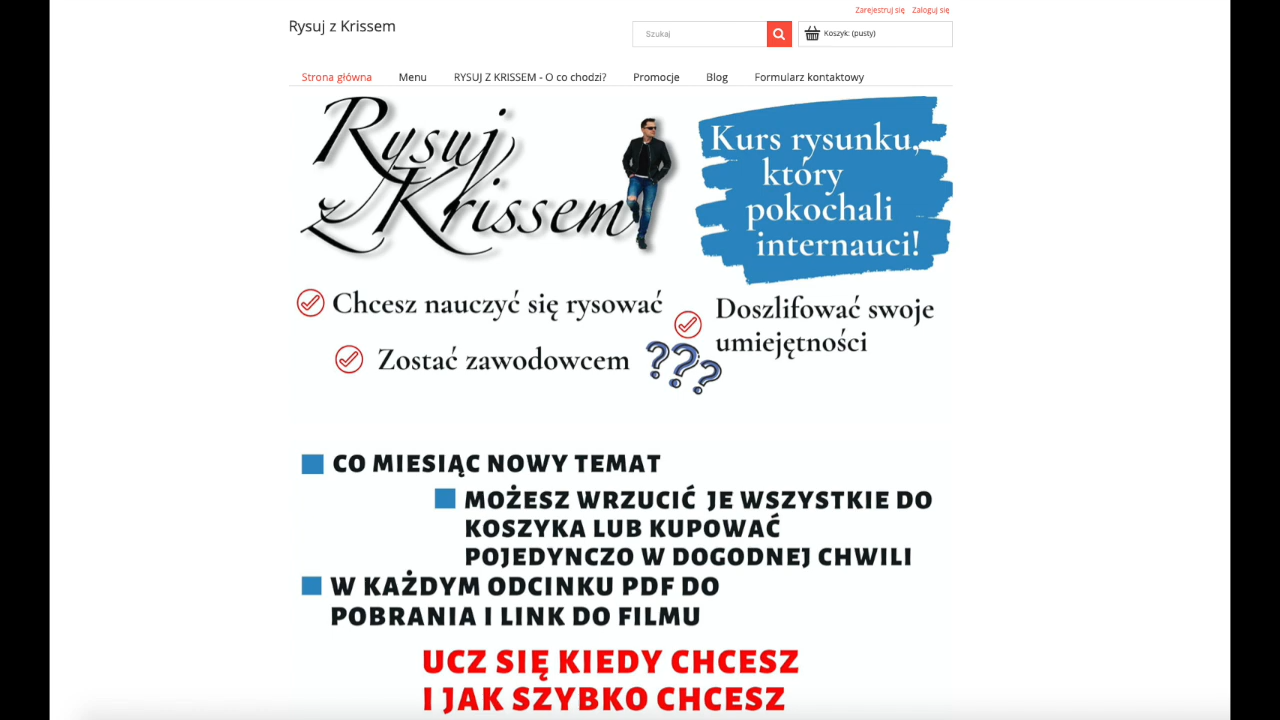 Zarejestruj się Zaloguj się
Rysuj z Krissem
Szukaj
Koszyk: (pusty)
Strona główna Menu RYSUJ Z KRISSEM - O co chodzi? Promocje Blog Formularz kontaktowy
Rysuj
z Krissem
Kurs rysunku,
który
pokochali
internauci!
Chcesz nauczyć się rysować
Doszlifować swoje
umiejętności
Zostać zawodowcem
???
CO MIESIĄC NOWY TEMAT
MOŻESZ WRZUCIĆ JE WSZYSTKIE DO
KOSZYKA LUB KUPOWAĆ
POJEDYNCZO W DOGODNEJ CHWILI
W KAŻDYM ODCINKU PDF DO
POBRANIA I LINK DO FILMU
UCZ SIĘ KIEDY CHCESZ
I JAK SZYBKO CHCESZ